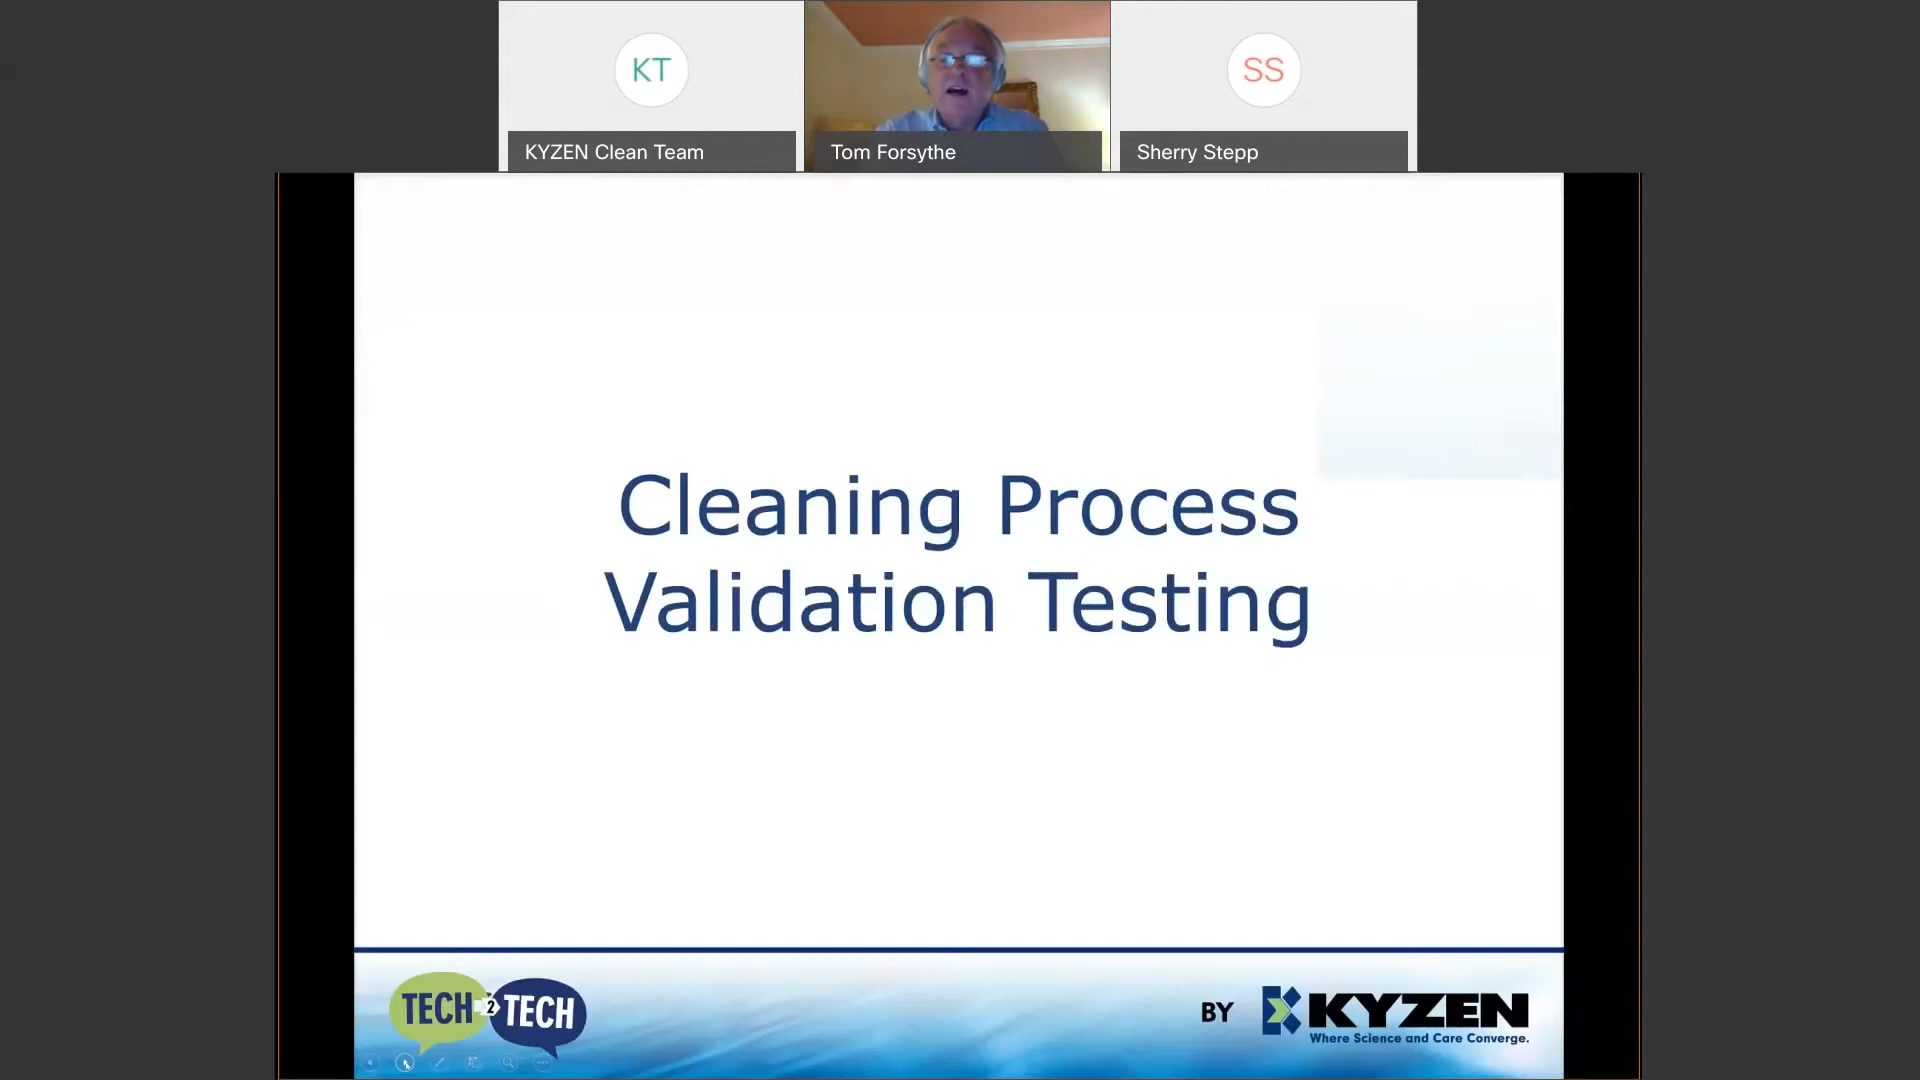 KT
SS
KYZEN Clean Team
Tom Forsythe
Sherry Stepp
Cleaning Process
Validation Testing
TECH 2 TECH
BY KYZEN
Where Science and Care Converge.